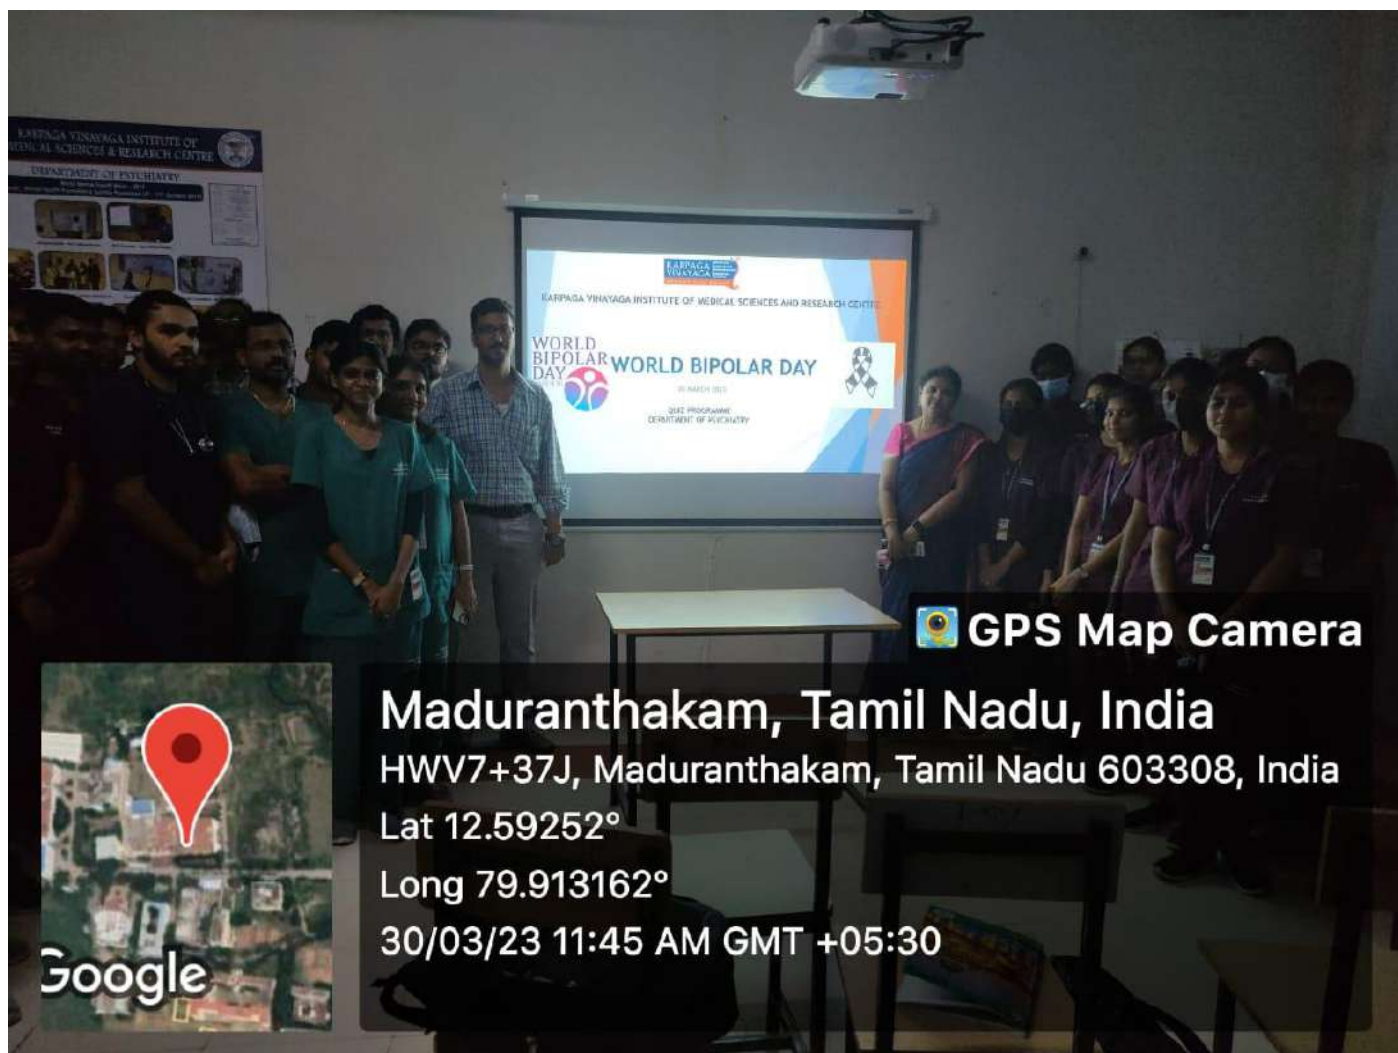 KARPAGA VINAYAGA INSTITUTE OF
MEDICAL SCIENCES & RESEARCH CENTRE
DEPARTMENT OF PSYCHIATRY
KARPAGA
VINAYAGA
KARPAGA VINAYAGA INSTITUTE OF MEDICAL SCIENCES AND RESEARCH CENTRE
WORLD
BIPOLAR
DAY
WORLD BIPOLAR DAY
QUIZ PROGRAMME
DEPARTMENT OF PSYCHIATRY
GPS Map Camera
Maduranthakam, Tamil Nadu, India
HWV7+37J, Maduranthakam, Tamil Nadu 603308, India
Lat 12.59252°
Long 79.913162°
30/03/23 11:45 AM GMT +05:30
Google